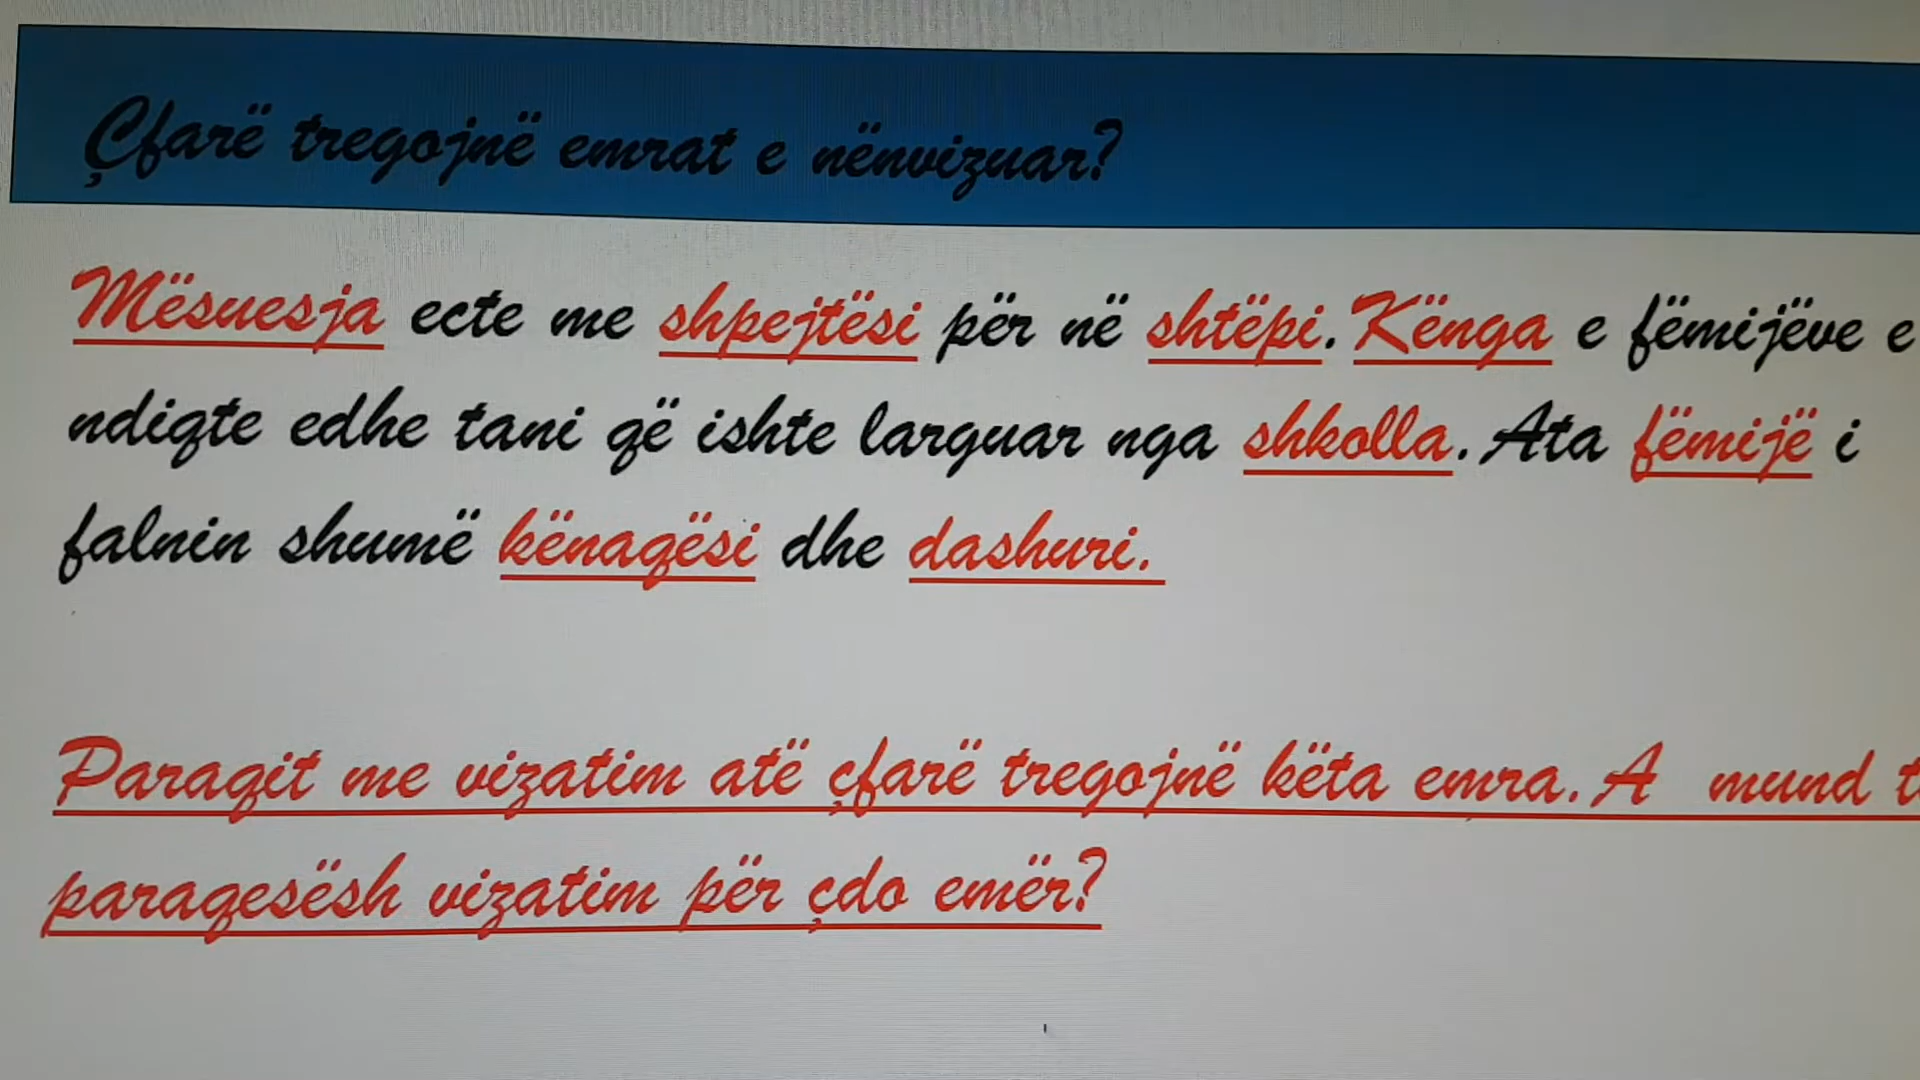 Çfarë tregojnë emrat e nënvizuar?
Mësuesja ecte me shpejtësi për në shtëpi. Kënga e fëmijëve e
ndiqte edhe tani që ishte larguar nga shkolla. Ata fëmijë i
falnin shumë kënaqësi dhe dashuri.
Paraqit me vizatim atë çfarë tregojnë këta emra. A mund
paraqesësh vizatim për çdo emër?